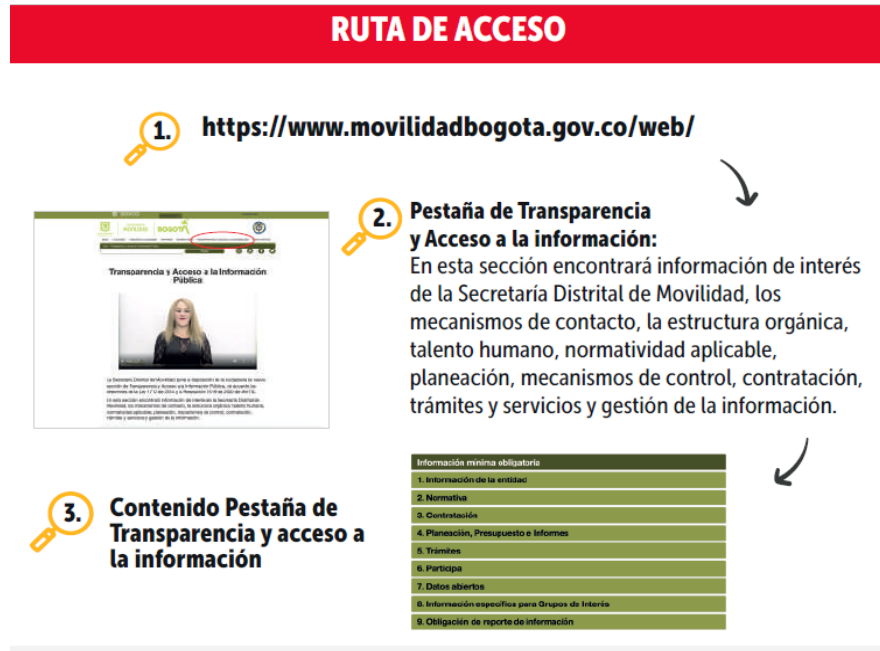 RUTA DE ACCESO
1.
https://www.movilidadbogota.gov.co/web/
MOVILIDAD
BOGOTÁ
Transparencia y Acceso a la Información
Pública
2.
Pestaña de Transparencia
y Acceso a la información:
En esta sección encontrará información de interés
de la Secretaría Distrital de Movilidad, los
mecanismos de contacto, la estructura orgánica,
talento humano, normatividad aplicable,
planeación, mecanismos de control, contratación,
trámites y servicios y gestión de la información.
3.
Contenido Pestaña de
Transparencia y acceso a
la información
Información mínima obligatoria
1. Información de la entidad
2. Normativa
3. Contratación
4. Planeación, Presupuesto e Informes
5. Trámites
6. Participa
7. Datos abiertos
8. Información específica para Grupos de Interés
9. Obligación de reporte de información